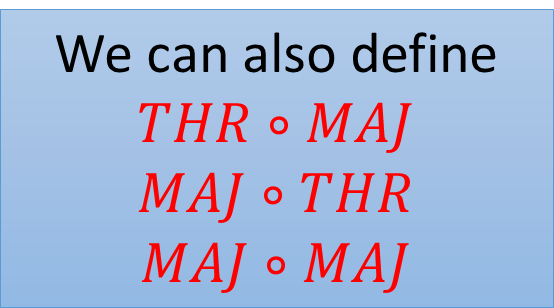 We can also define
THR ∘ MAJ
MAJ ∘ THR
MAJ ∘ MAJ